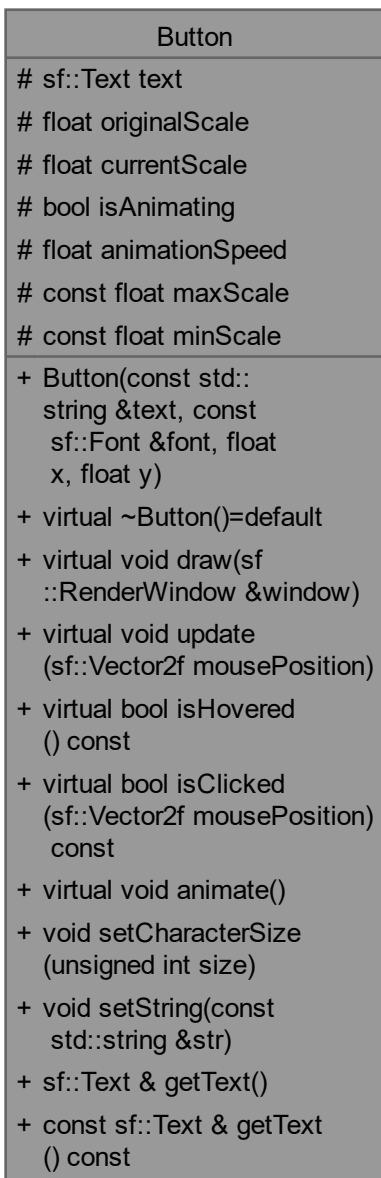 Button
# sf::Text text
# float originalScale
# float currentScale
# bool isAnimating
# float animationSpeed
# const float maxScale
# const float minScale
+ Button(const std::
string &text, const
sf::Font &font, float
x, float y)
+ virtual ~Button()=default
+ virtual void draw(sf
::RenderWindow &window)
+ virtual void update
(sf::Vector2f mousePosition)
+ virtual bool isHovered
() const
+ virtual bool isClicked
(sf::Vector2f mousePosition)
const
+ virtual void animate()
+ void setCharacterSize
(unsigned int size)
+ void setString(const
std::string &str)
+ sf::Text & getText()
+ const sf::Text & getText
() const